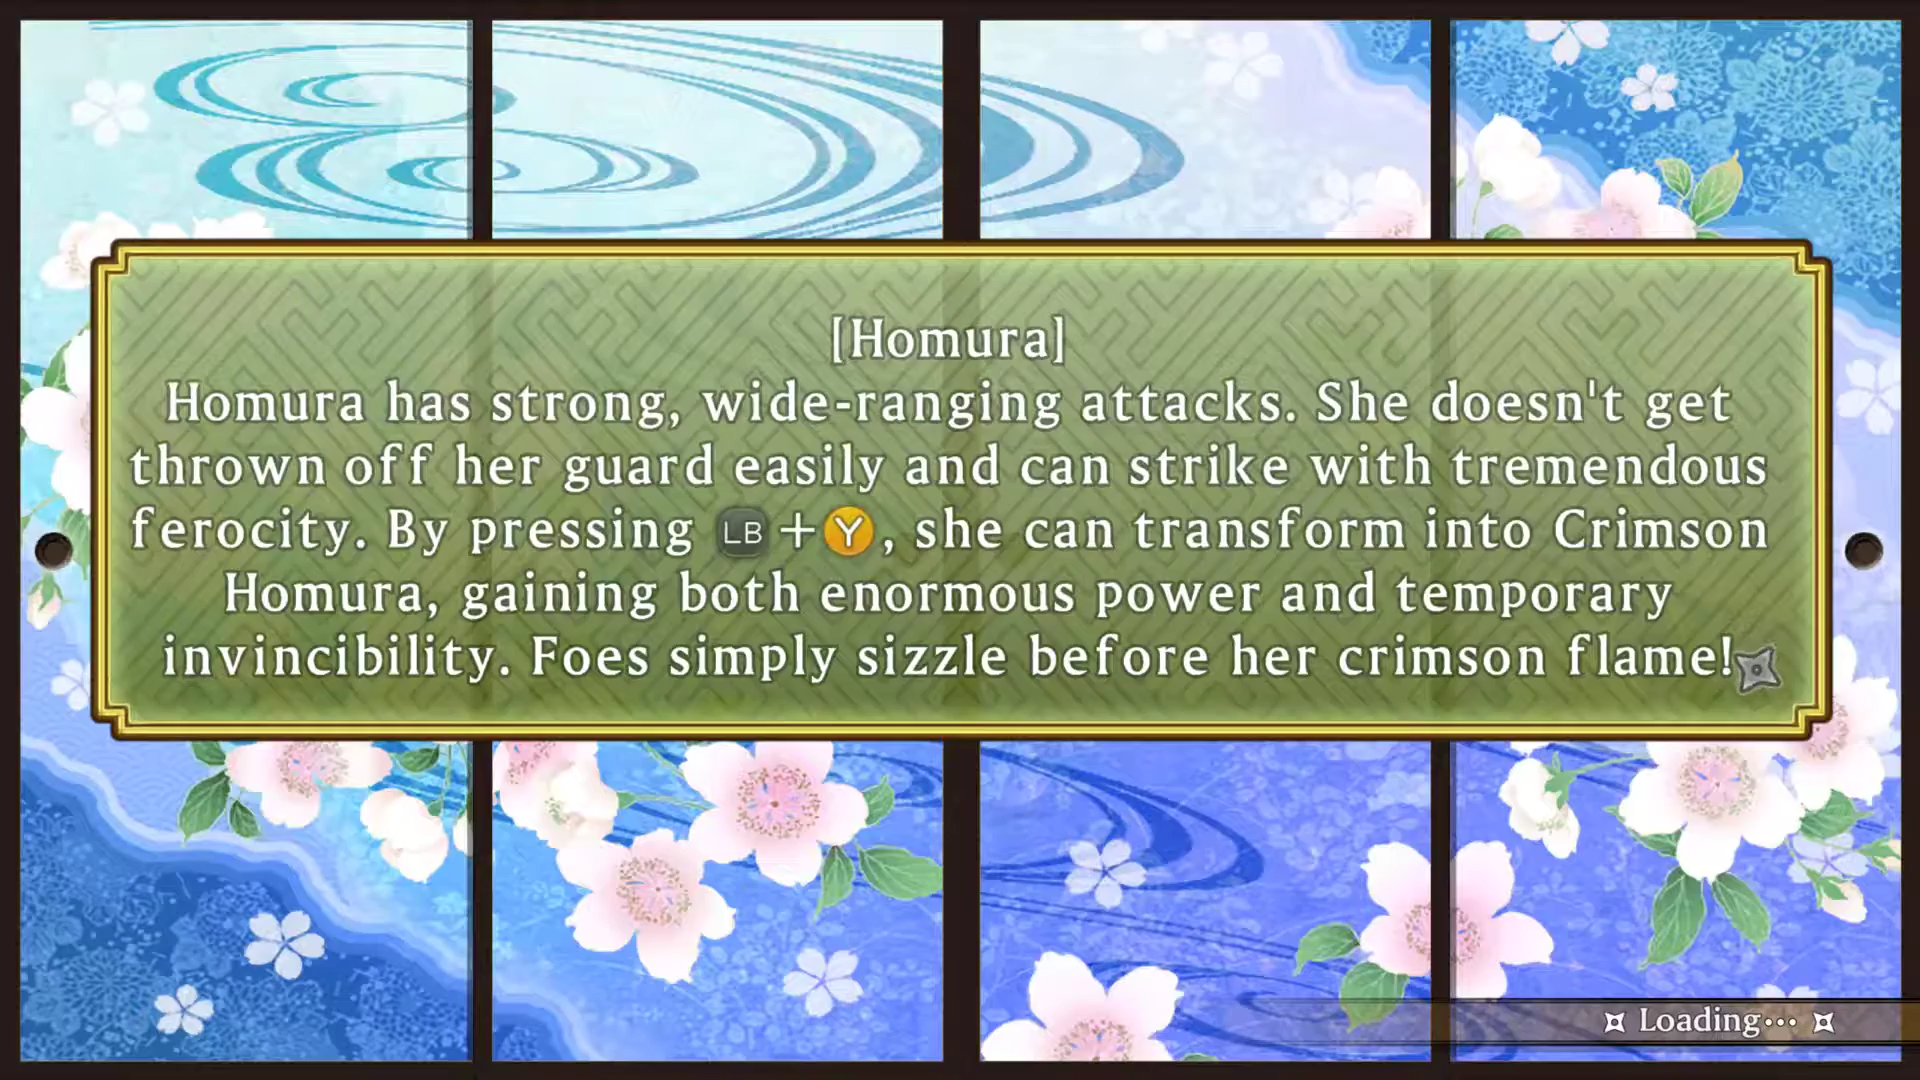 [Homura]
Homura has strong, wide-ranging attacks. She doesn't get
thrown off her guard easily and can strike with tremendous
ferocity. By pressing LB+Y, she can transform into Crimson
Homura, gaining both enormous power and temporary
invincibility. Foes simply sizzle before her crimson flame!
Loading···